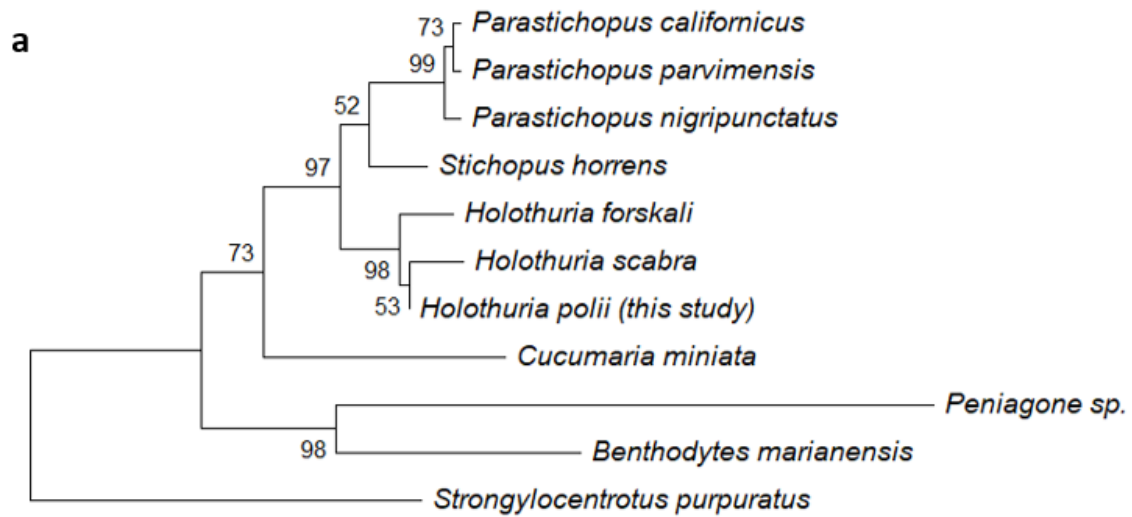 a
73
Parastichopus californicus
Parastichopus parvimensis
99
Parastichopus nigripunctatus
52
Stichopus horrens
97
Holothuria forskali
Holothuria scabra
98
Holothuria polii (this study)
53
73
Cucumaria miniata
Peniagone sp.
98
Benthodytes marianensis
Strongylocentrotus purpuratus